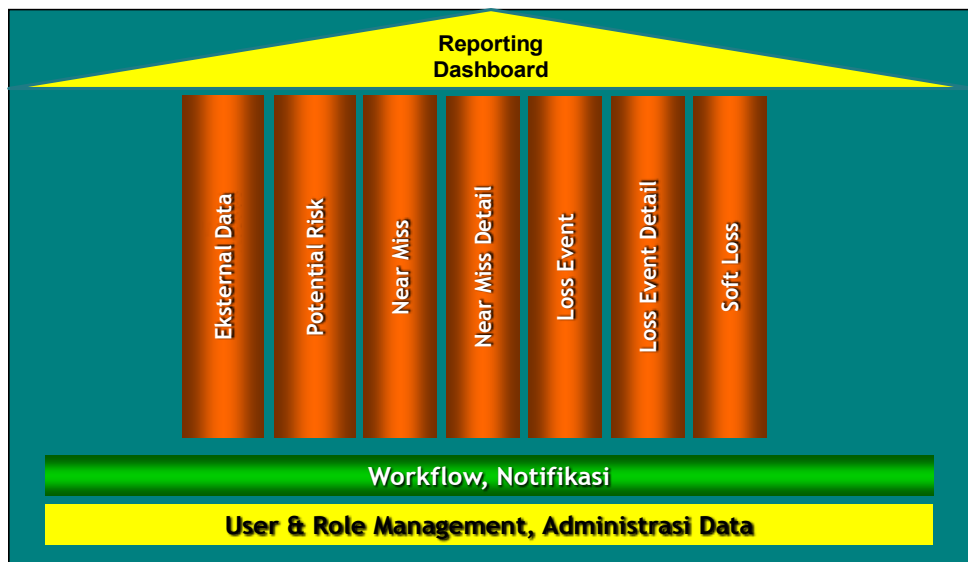 Reporting
Dashboard
Eksternal Data
Potential Risk
Near Miss
Near Miss Detail
Loss Event
Loss Event Detail
Soft Loss
Workflow, Notifikasi
User & Role Management, Administrasi Data